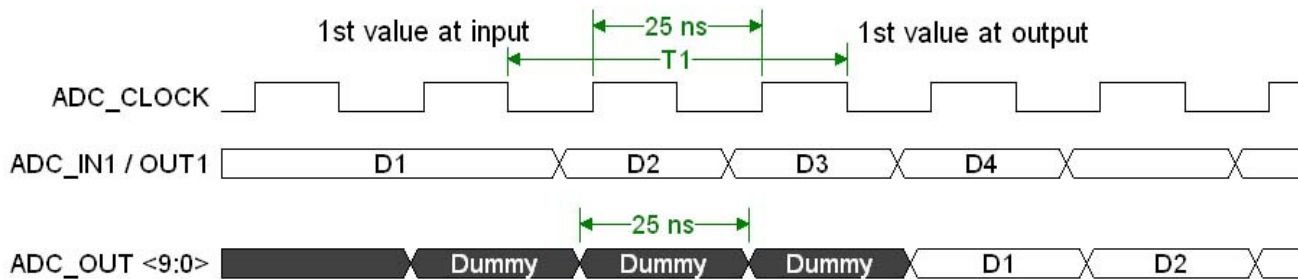 1st value at input
25 ns
1st value at output
T1
ADC_CLOCK
ADC_IN1 / OUT1 D1 D2 D3 D4
25 ns
ADC_OUT <9:0> Dummy Dummy Dummy D1 D2